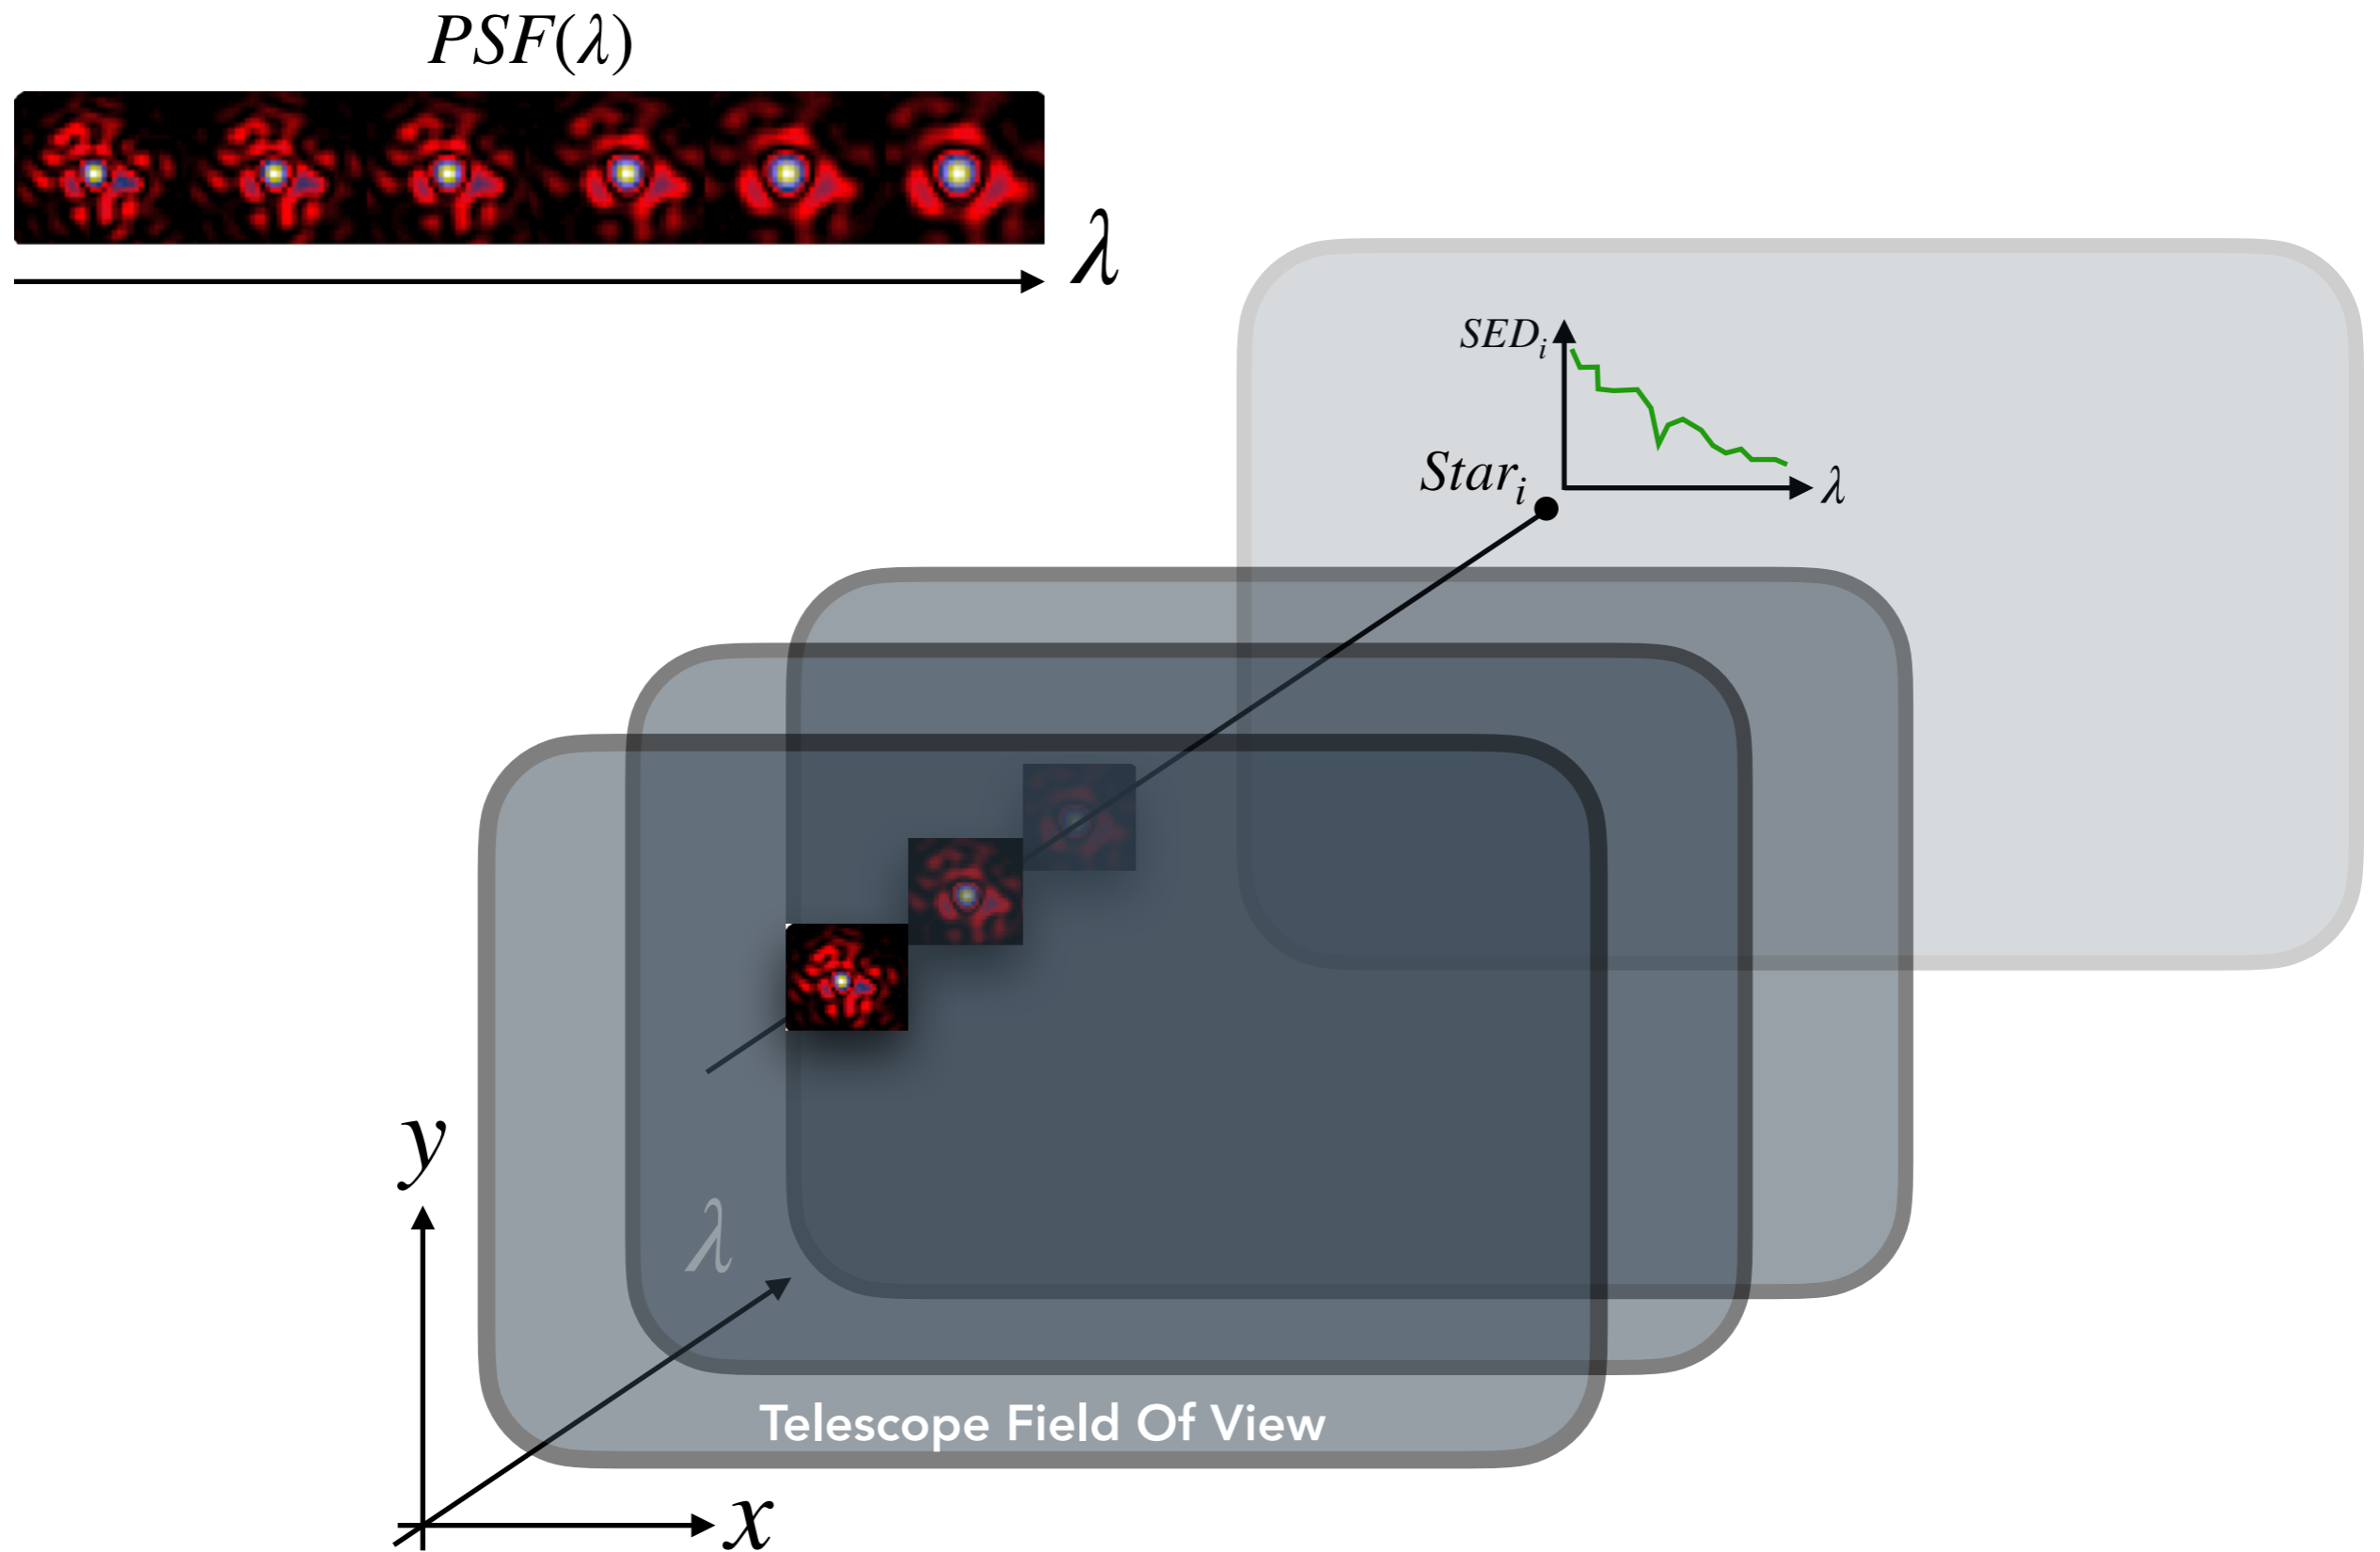 PSF(λ)
λ
SEDᵢ
Starᵢ
λ
y
λ
Telescope Field Of View
x